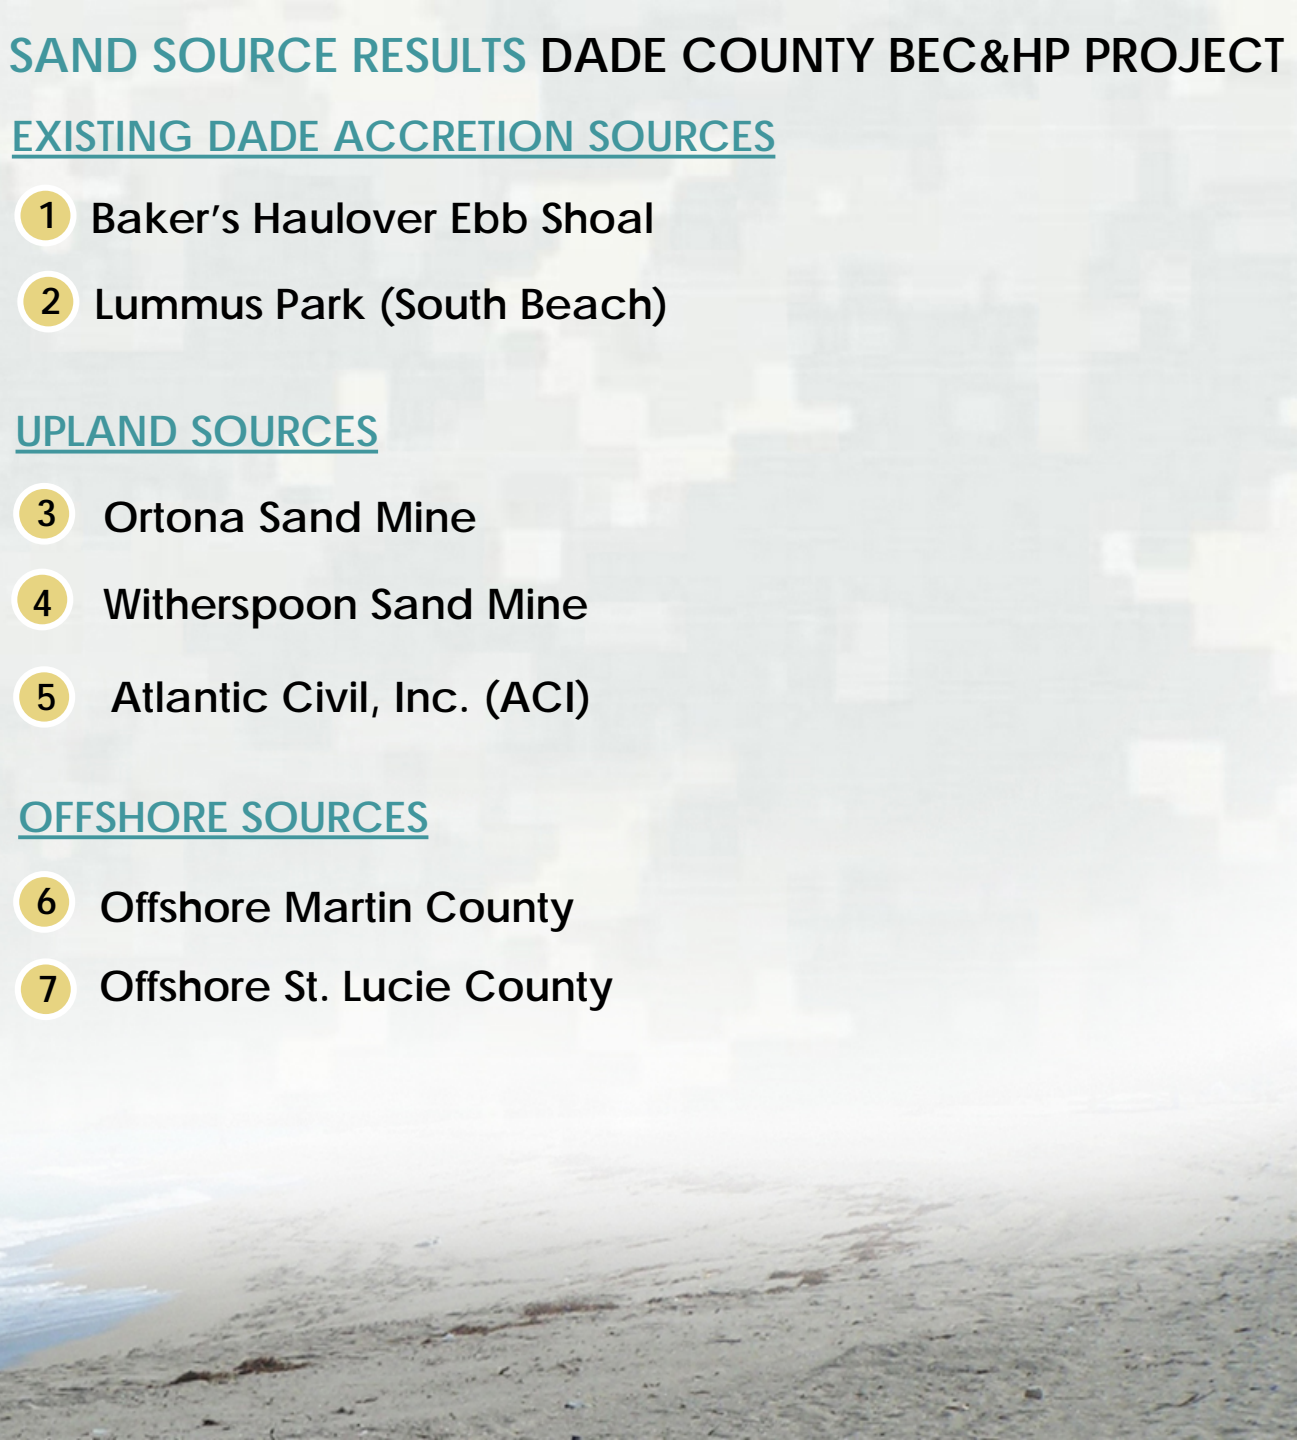 SAND SOURCE RESULTS DADE COUNTY BEC&HP PROJECT
EXISTING DADE ACCRETION SOURCES
1 Baker’s Haulover Ebb Shoal
2 Lummus Park (South Beach)
UPLAND SOURCES
3 Ortona Sand Mine
4 Witherspoon Sand Mine
5 Atlantic Civil, Inc. (ACI)
OFFSHORE SOURCES
6 Offshore Martin County
7 Offshore St. Lucie County